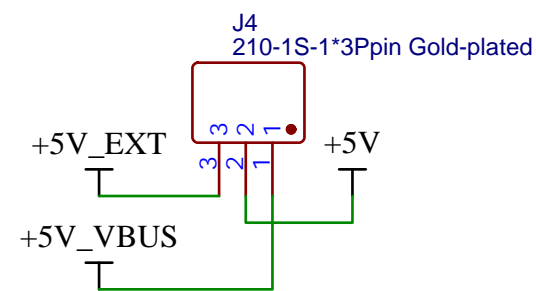 J4
210-1S-1*3Ppin Gold-plated
3 2 1
+5V_EXT
3 2 1
+5V
+5V_VBUS